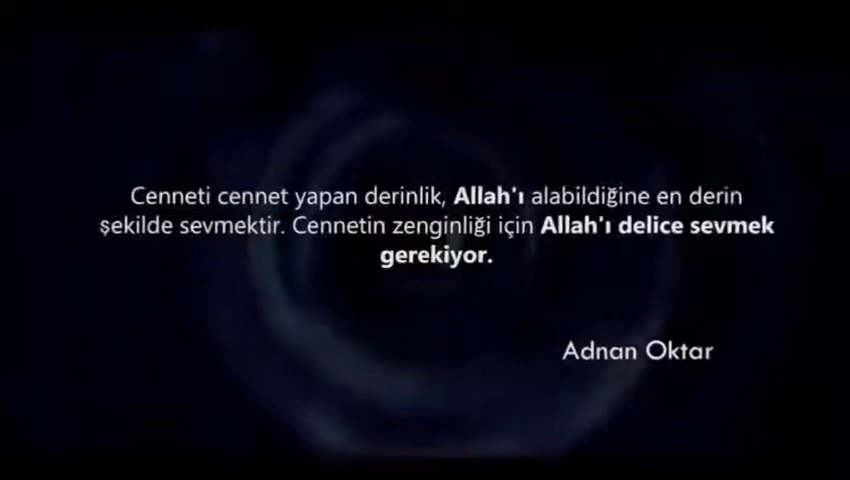 Cenneti cennet yapan derinlik, Allah'ı alabildiğine en derin
şekilde sevmektir. Cennetin zenginliği için Allah'ı delice sevmek
gerekiyor.
Adnan Oktar